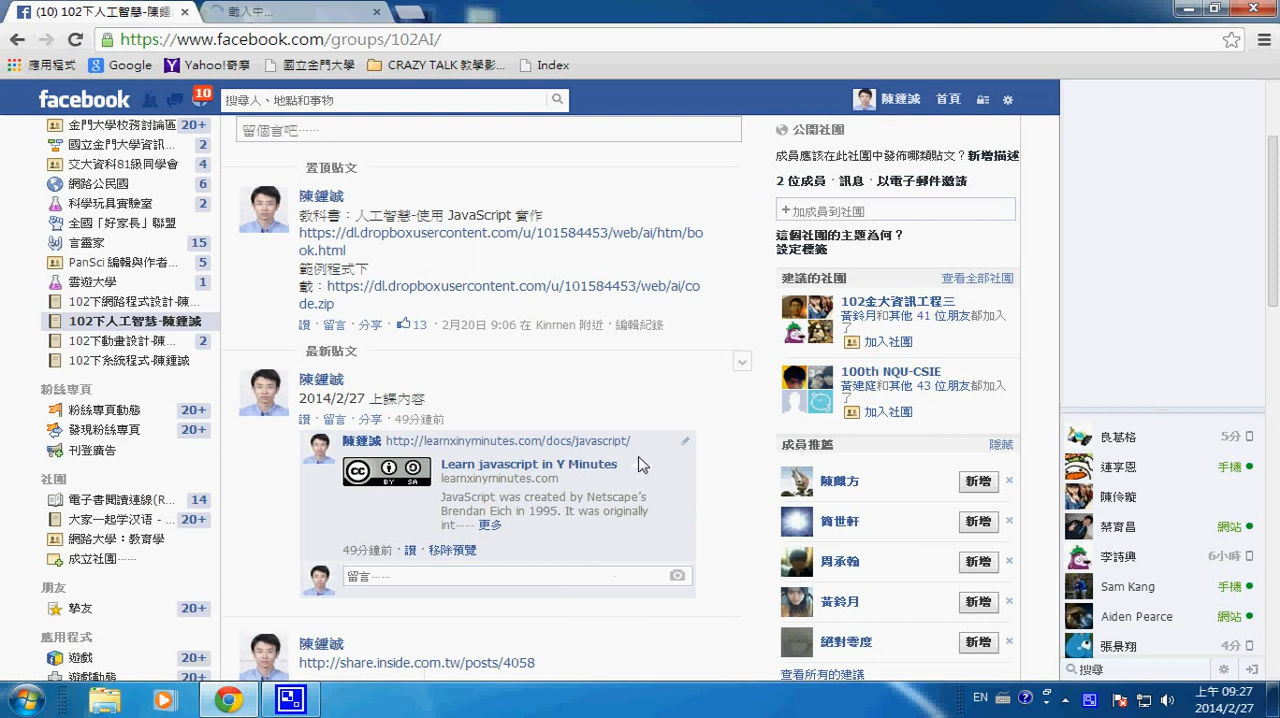 (10) 102下人工智慧-陳
載入中...
https://www.facebook.com/groups/102AI/
應用程式
Google
Yahoo!奇摩
國立金門大學
CRAZY TALK 教學影...
Index
facebook
10
搜尋人、地點和事物
陳鍾誠
首頁
金門大學校務討論區 20+
國立金門大學資訊... 2
交大資科81級同學會 4
網路公民國 6
科學玩具實驗室 2
全國「好家長」聯盟
言靈家 15
PanSci 編輯與作者... 5
雲遊大學 1
102下網路程式設計-陳...
102下人工智慧-陳鍾誠
102下動畫設計-陳... 2
102下系統程式-陳鍾誠
粉絲專頁
粉絲專頁動態 20+
發現粉絲專頁 20+
刊登廣告
社團
電子書閱讀連線(R... 14
大家一起学汉语 - ... 20+
網路大學：教育學
成立社團······
朋友
摯友 20+
應用程式
遊戲 20+
遊戲動態 20+
留個言吧······
置頂貼文
陳鍾誠
教科書：人工智慧-使用 JavaScript 實作
https://dl.dropboxusercontent.com/u/101584453/web/ai/htm/bo
ok.html
範例程式下
載：https://dl.dropboxusercontent.com/u/101584453/web/ai/co
de.zip
讚 · 留言 · 分享 · 13 · 2月20日 9:06 在 Kinmen 附近 · 編輯紀錄
最新貼文
陳鍾誠
2014/2/27 上課內容
讚 · 留言 · 分享 · 49分鐘前
陳鍾誠 http://learnxinyminutes.com/docs/javascript/
CC BY SA
Learn javascript in Y Minutes
learnxinyminutes.com
JavaScript was created by Netscape's
Brendan Eich in 1995. It was originally
int······ 更多
49分鐘前 · 讚 · 移除預覽
留言······
陳鍾誠
http://share.inside.com.tw/posts/4058
公開社團
成員應該在此社團中發佈哪類貼文？新增描述
2 位成員 · 訊息 · 以電子郵件邀請
+加成員到社團
這個社團的主題為何？
設定標籤
建議的社團 查看全部社團
102金大資訊工程三
黃鈴月和其他 41 位朋友都加入
了
加入社團
100th NQU-CSIE
黃建庭和其他 43 位朋友都加入
了
加入社團
成員推薦 隱藏
陳顗方 新增 ×
簡世軒 新增 ×
周承翰 新增 ×
黃鈴月 新增 ×
絕對零度 新增 ×
查看所有的建議
良基格 5分
連享恩 手機
陳伶
蔡育昌 網站
李詩 6小時
Sam Kang 手機
Aiden Pearce 網站
張景翔 4分
搜尋
EN
上午 09:27
2014/2/27